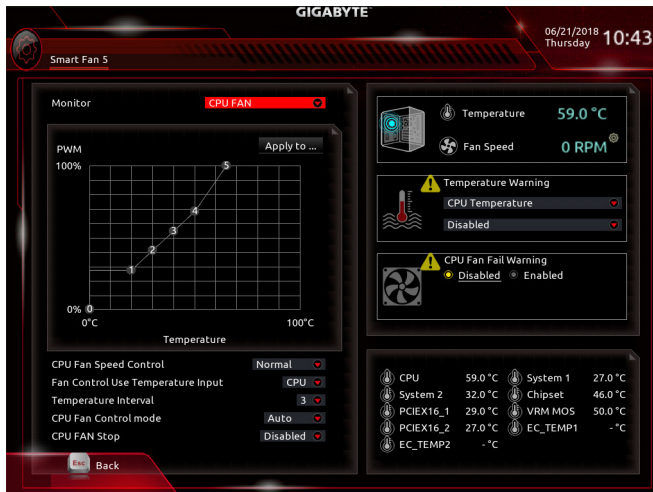 GIGABYTE™
06/21/2018 10:43
Thursday
Smart Fan 5
Monitor CPU FAN
PWM Apply to ...
100%
5
4
3
2
1
0% 0
0°C 100°C
Temperature
CPU Fan Speed Control Normal
Fan Control Use Temperature Input CPU
Temperature Interval 3
CPU Fan Control mode Auto
CPU FAN Stop Disabled
Esc Back
Temperature 59.0 °C
Fan Speed 0 RPM
Temperature Warning
CPU Temperature
Disabled
CPU Fan Fail Warning
Disabled Enabled
CPU 59.0 °C System 1 27.0 °C
System 2 32.0 °C Chipset 46.0 °C
PCIEX16_1 29.0 °C VRM MOS 50.0 °C
PCIEX16_2 27.0 °C EC_TEMP1 - °C
EC_TEMP2 - °C